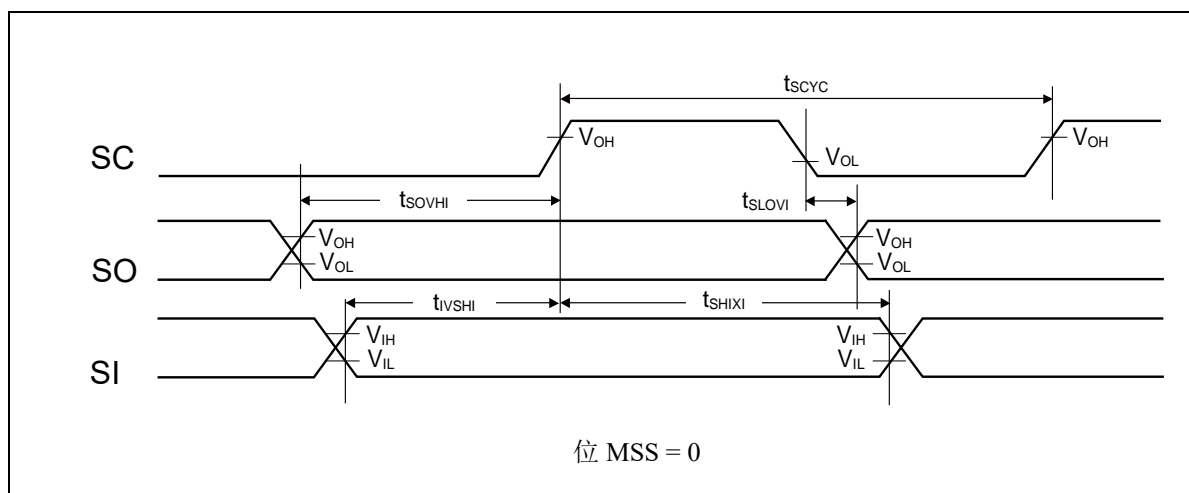 tSCYC
SC
VOH
VOL
VOH
tSOVHI
tSLOVI
SO
VOH
VOL
VOH
VOL
tIVSHI
tSHIXI
SI
VIH
VIL
VIH
VIL
位 MSS = 0